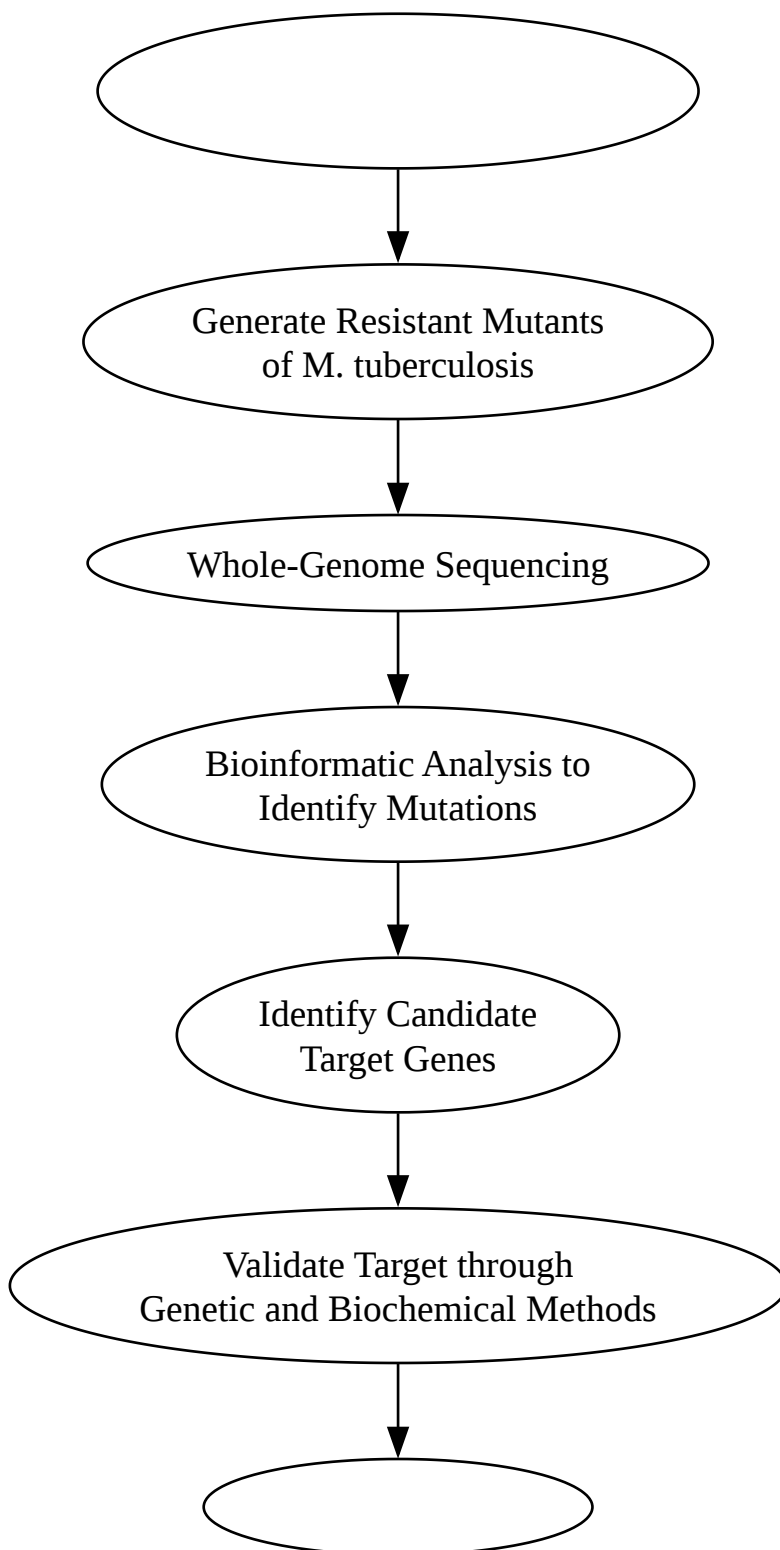 Generate Resistant Mutants
of M. tuberculosis
Whole-Genome Sequencing
Bioinformatic Analysis to
Identify Mutations
Identify Candidate
Target Genes
Validate Target through
Genetic and Biochemical Methods